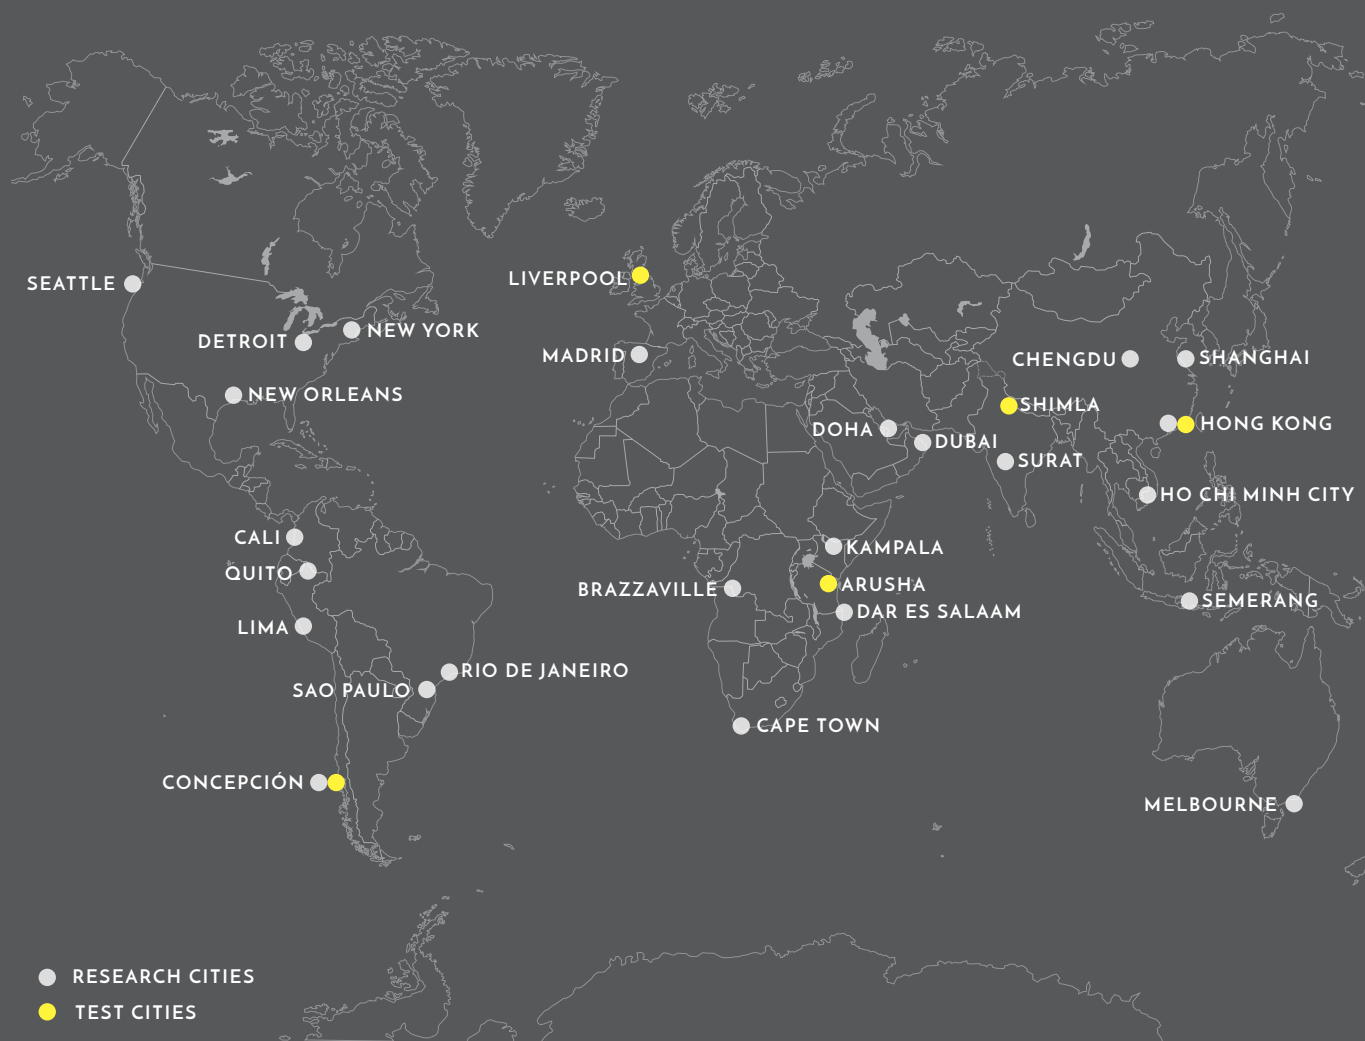 LIVERPOOL
SEATTLE
NEW YORK
DETROIT
MADRID
CHENGDU
SHANGHAI
NEW ORLEANS
SHIMLA
HONG KONG
DOHA
DUBAI
SURAT
HO CHI MINH CITY
CALI
KAMPALA
QUITO
ARUSHA
BRAZZAVILLE
SEMERANG
DAR ES SALAAM
LIMA
RIO DE JANEIRO
SAO PAULO
CAPE TOWN
CONCEPCIÓN
MELBOURNE
RESEARCH CITIES
TEST CITIES